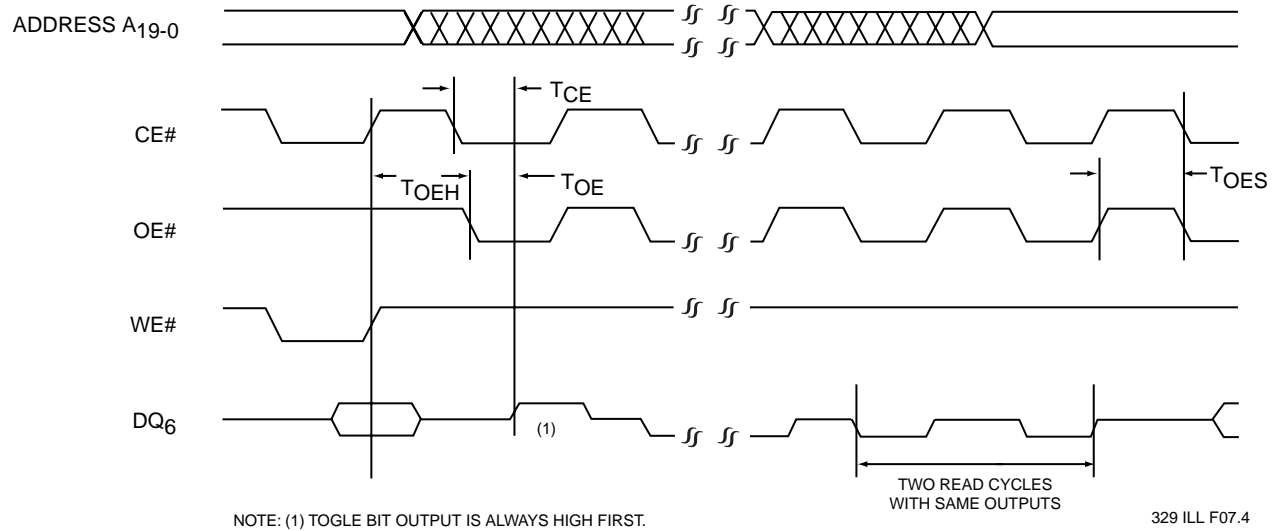 ADDRESS A19-0
TCE
CE#
TOEH
TOE
TOES
OE#
WE#
DQ6
(1)
TWO READ CYCLES
WITH SAME OUTPUTS
NOTE: (1) TOGLE BIT OUTPUT IS ALWAYS HIGH FIRST.
329 ILL F07.4